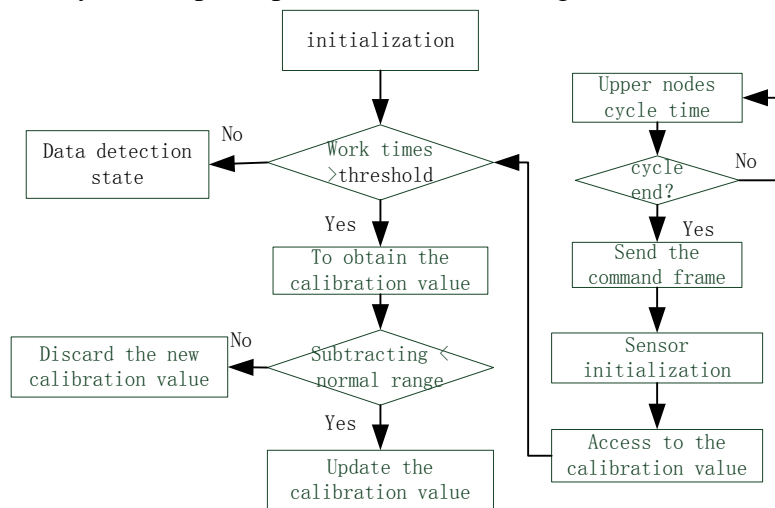 initialization
Work times
>threshold
No
Data detection
state
Yes
To obtain the
calibration value
Subtracting <
normal range
No
Discard the new
calibration value
Yes
Update the
calibration value
Upper nodes
cycle time
cycle
end?
No
Yes
Send the
command frame
Sensor
initialization
Access to the
calibration value